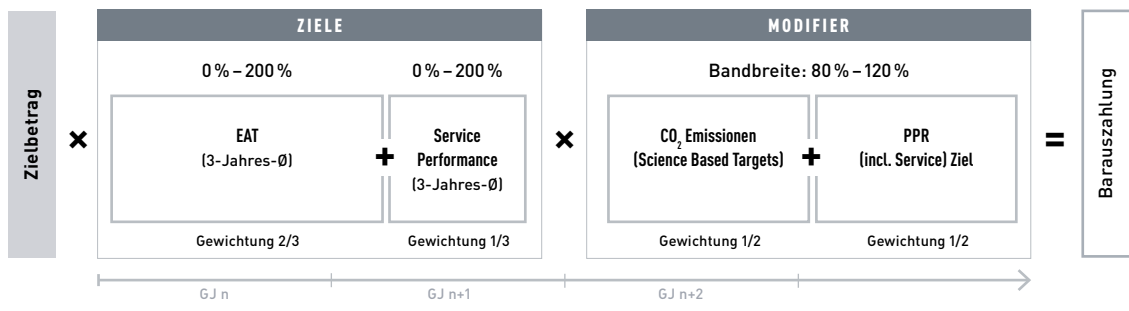 Zielbetrag
×
ZIELE
0 % – 200 %
0 % – 200 %
EAT
(3-Jahres-Ø)
+
Service
Performance
(3-Jahres-Ø)
Gewichtung 2/3
Gewichtung 1/3
×
MODIFIER
Bandbreite: 80 % – 120 %
CO₂ Emissionen
(Science Based Targets)
+
PPR
(incl. Service) Ziel
Gewichtung 1/2
Gewichtung 1/2
=
Barauszahlung
GJ n
GJ n+1
GJ n+2